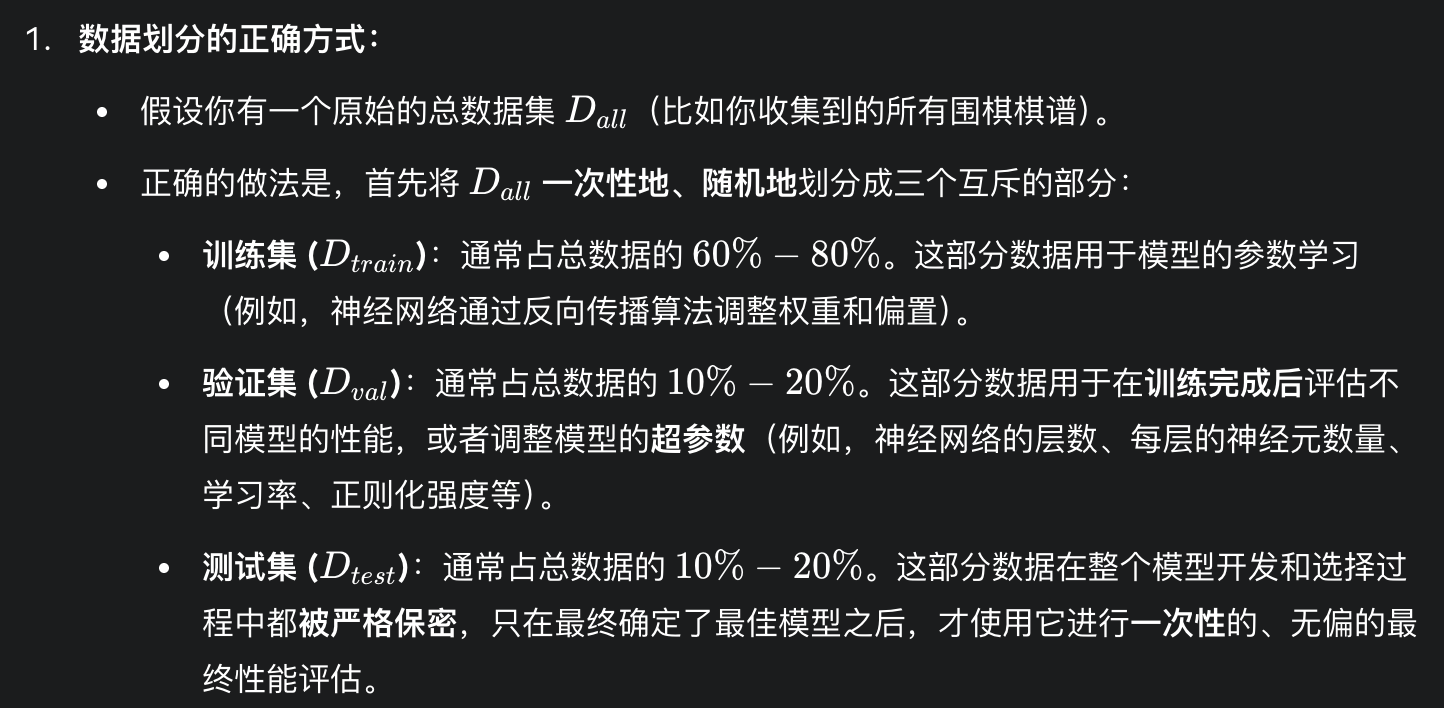 1. 数据划分的正确方式：
• 假设你有一个原始的总数据集 D_all（比如你收集到的所有围棋棋谱）。
• 正确的做法是，首先将 D_all 一次性地、随机地划分成三个互斥的部分：
• 训练集 (D_train)：通常占总数据的 60% − 80%。这部分数据用于模型的参数学习
（例如，神经网络通过反向传播算法调整权重和偏置）。
• 验证集 (D_val)：通常占总数据的 10% − 20%。这部分数据用于在训练完成后评估不
同模型的性能，或者调整模型的超参数（例如，神经网络的层数、每层的神经元数量、
学习率、正则化强度等）。
• 测试集 (D_test)：通常占总数据的 10% − 20%。这部分数据在整个模型开发和选择过
程中都被严格保密，只在最终确定了最佳模型之后，才使用它进行一次性的、无偏的最
终性能评估。